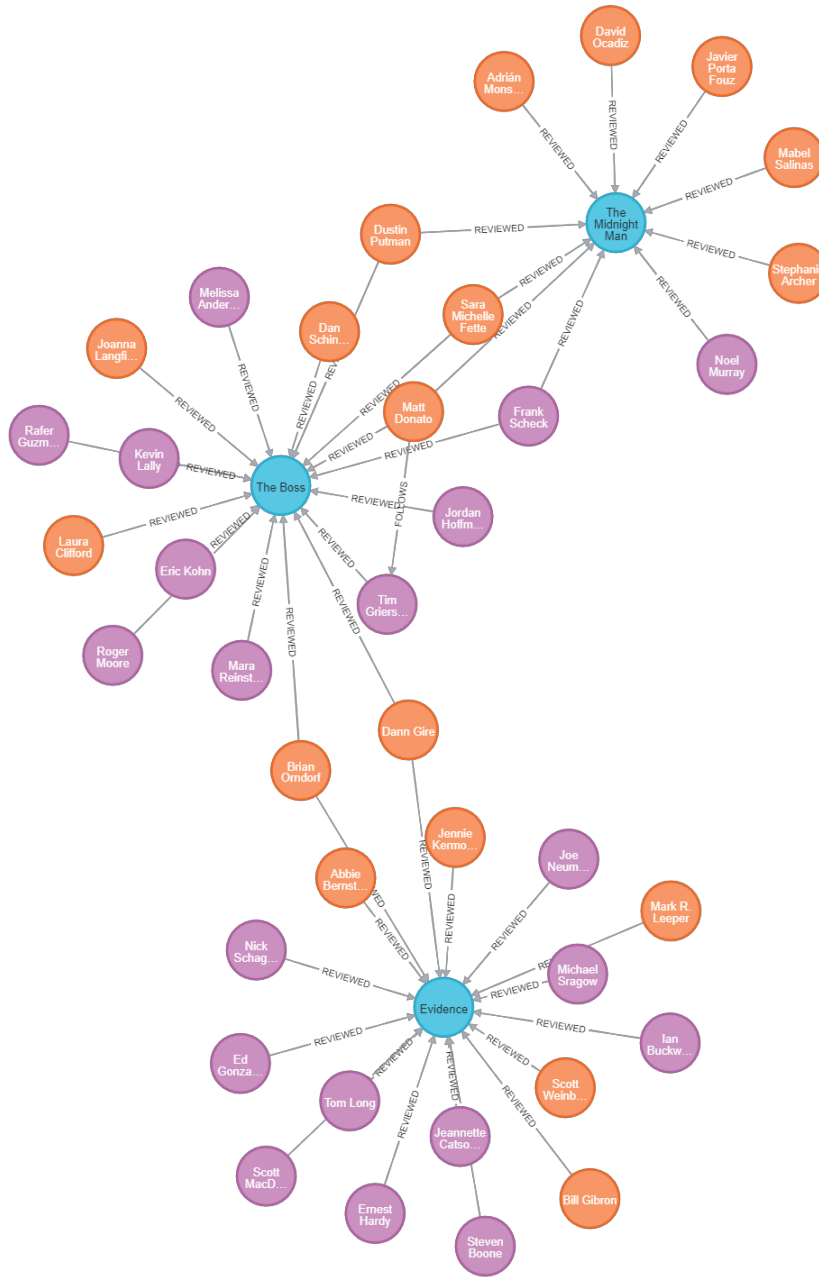 David
Ocadiz
Javier
Porta
Fouz
Adrián
Mons...
REVIEWED
REVIEWED
REVIEWED
Mabel
Salinas
REVIEWED
The
Midnight
Man
Dustin
Putman
REVIEWED
REVIEWED
Stephanie
Archer
Melissa
Ander...
REVIEWED
Sara
Michelle
Fette
REVIEWED
Dan
Schin...
Joanna
Langfi...
REVIEWED
Noel
Murray
REVIEWED
REVIEWED
REVIEWED
REVIEWED
REVIEWED
Matt
Donato
Frank
Scheck
Rafer
Guzm...
Kevin
Lally
REVIEWED
REVIEWED
REVIEWED
The Boss
REVIEWED
FOLLOWS
Jordan
Hoffm...
REVIEWED
Laura
Clifford
REVIEWED
Eric Kohn
REVIEWED
REVIEWED
Tim
Griers...
REVIEWED
REVIEWED
Roger
Moore
Mara
Reinst...
Dann Gire
Brian
Orndorf
Jennie
Kermo...
REVIEWED
Joe
Neum...
Abbie
Bernst...
REVIEWED
REVIEWED
REVIEWED
Mark R.
Leeper
Nick
Schag...
REVIEWED
Michael
Sragow
REVIEWED
Evidence
REVIEWED
Ian
Buckw...
REVIEWED
REVIEWED
REVIEWED
Ed
Gonza...
Scott
Weinb...
REVIEWED
REVIEWED
REVIEWED
Tom Long
Jeannette
Catso...
Scott
MacD...
Ernest
Hardy
Bill Gibron
Steven
Boone